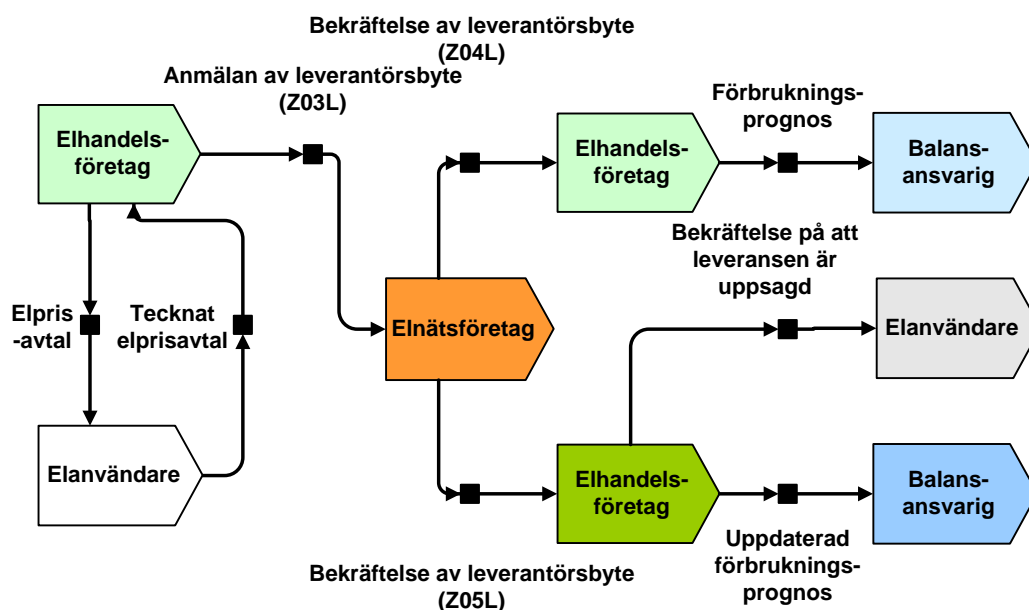 Bekräftelse av leverantörsbyte
(Z04L)
Anmälan av leverantörsbyte
(Z03L)
Förbruknings-
prognos
Elhandels-
företag
Elhandels-
företag
Balans-
ansvarig
Bekräftelse på att
leveransen är
uppsagd
Elpris
-avtal
Tecknat
elprisavtal
Elnätsföretag
Elanvändare
Elanvändare
Elhandels-
företag
Balans-
ansvarig
Uppdaterad
förbruknings-
prognos
Bekräftelse av leverantörsbyte
(Z05L)